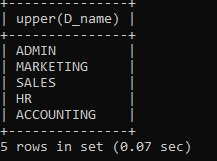 +----------------+
| upper(D_name) |
+----------------+
| ADMIN |
| MARKETING |
| SALES |
| HR |
| ACCOUNTING |
+----------------+
5 rows in set (0.07 sec)